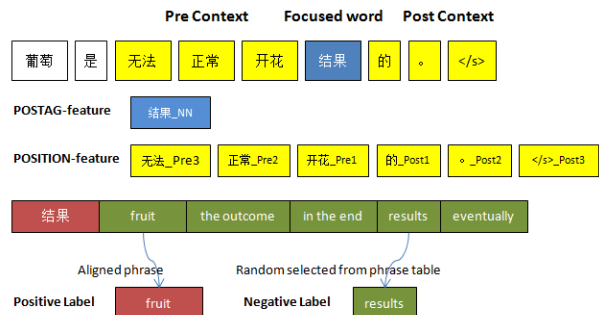 Pre Context Focused word Post Context
葡萄 是 无法 正常 开花 结果 的 。 </s>
POSTAG-feature 结果_NN
POSITION-feature 无法_Pre3 正常_Pre2 开花_Pre1 的_Post1 。_Post2 </s>_Post3
结果 fruit the outcome in the end results eventually
Aligned phrase Random selected from phrase table
Positive Label fruit Negative Label results